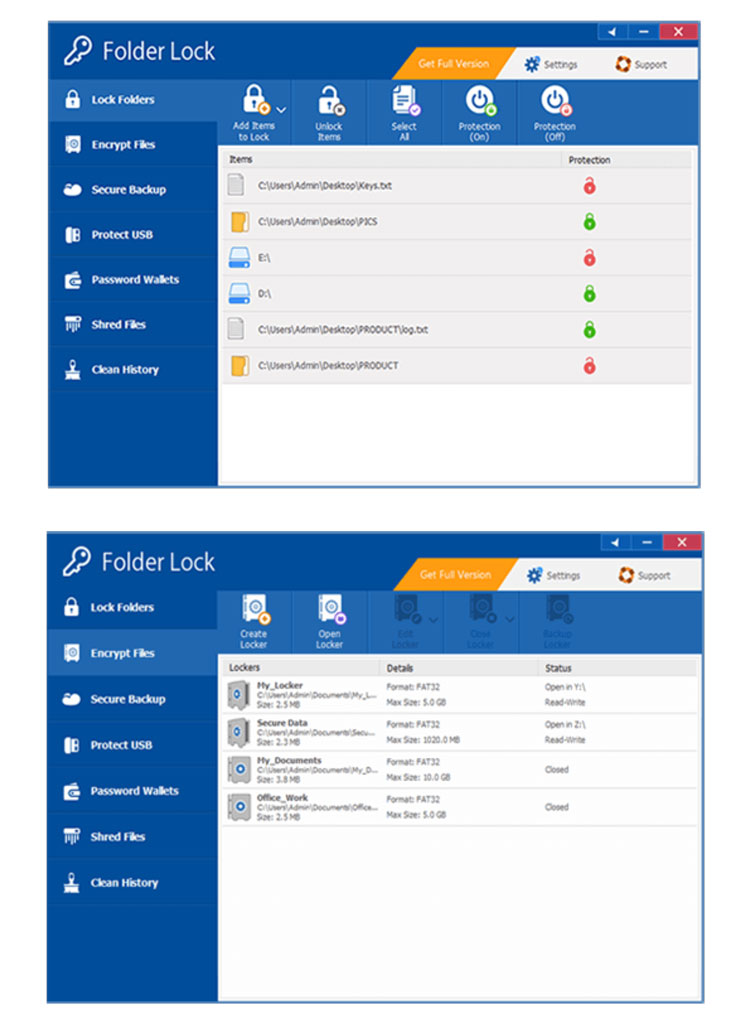 Folder Lock
Get Full Version
Settings
Support
Lock Folders
Encrypt Files
Secure Backup
Protect USB
Password Wallets
Shred Files
Clean History
Add Items
to Lock
Unlock
Items
Select
All
Protection
(On)
Protection
(Off)
Items Protection
C:\Users\Admin\Desktop\Keys.txt
C:\Users\Admin\Desktop\PICS
E:\
D:\
C:\Users\Admin\Desktop\PRODUCT\log.txt
C:\Users\Admin\Desktop\PRODUCT
Folder Lock
Get Full Version
Settings
Support
Lock Folders
Encrypt Files
Secure Backup
Protect USB
Password Wallets
Shred Files
Clean History
Create
Locker
Open
Locker
Edit
Locker
Close
Locker
Backup
Locker
Lockers Details Status
My_Locker
C:\Users\Admin\Documents\My_L...
Size: 2.5 MB
Format: FAT32
Max Size: 5.0 GB
Open in Y:\
Read-Write
Secure Data
C:\Users\Admin\Documents\Secu...
Size: 2.3 MB
Format: FAT32
Max Size: 1020.0 MB
Open in Z:\
Read-Write
My_Documents
C:\Users\Admin\Documents\My_D...
Size: 3.8 MB
Format: FAT32
Max Size: 10.0 GB
Closed
Office_Work
C:\Users\Admin\Documents\Office...
Size: 2.5 MB
Format: FAT32
Max Size: 5.0 GB
Closed